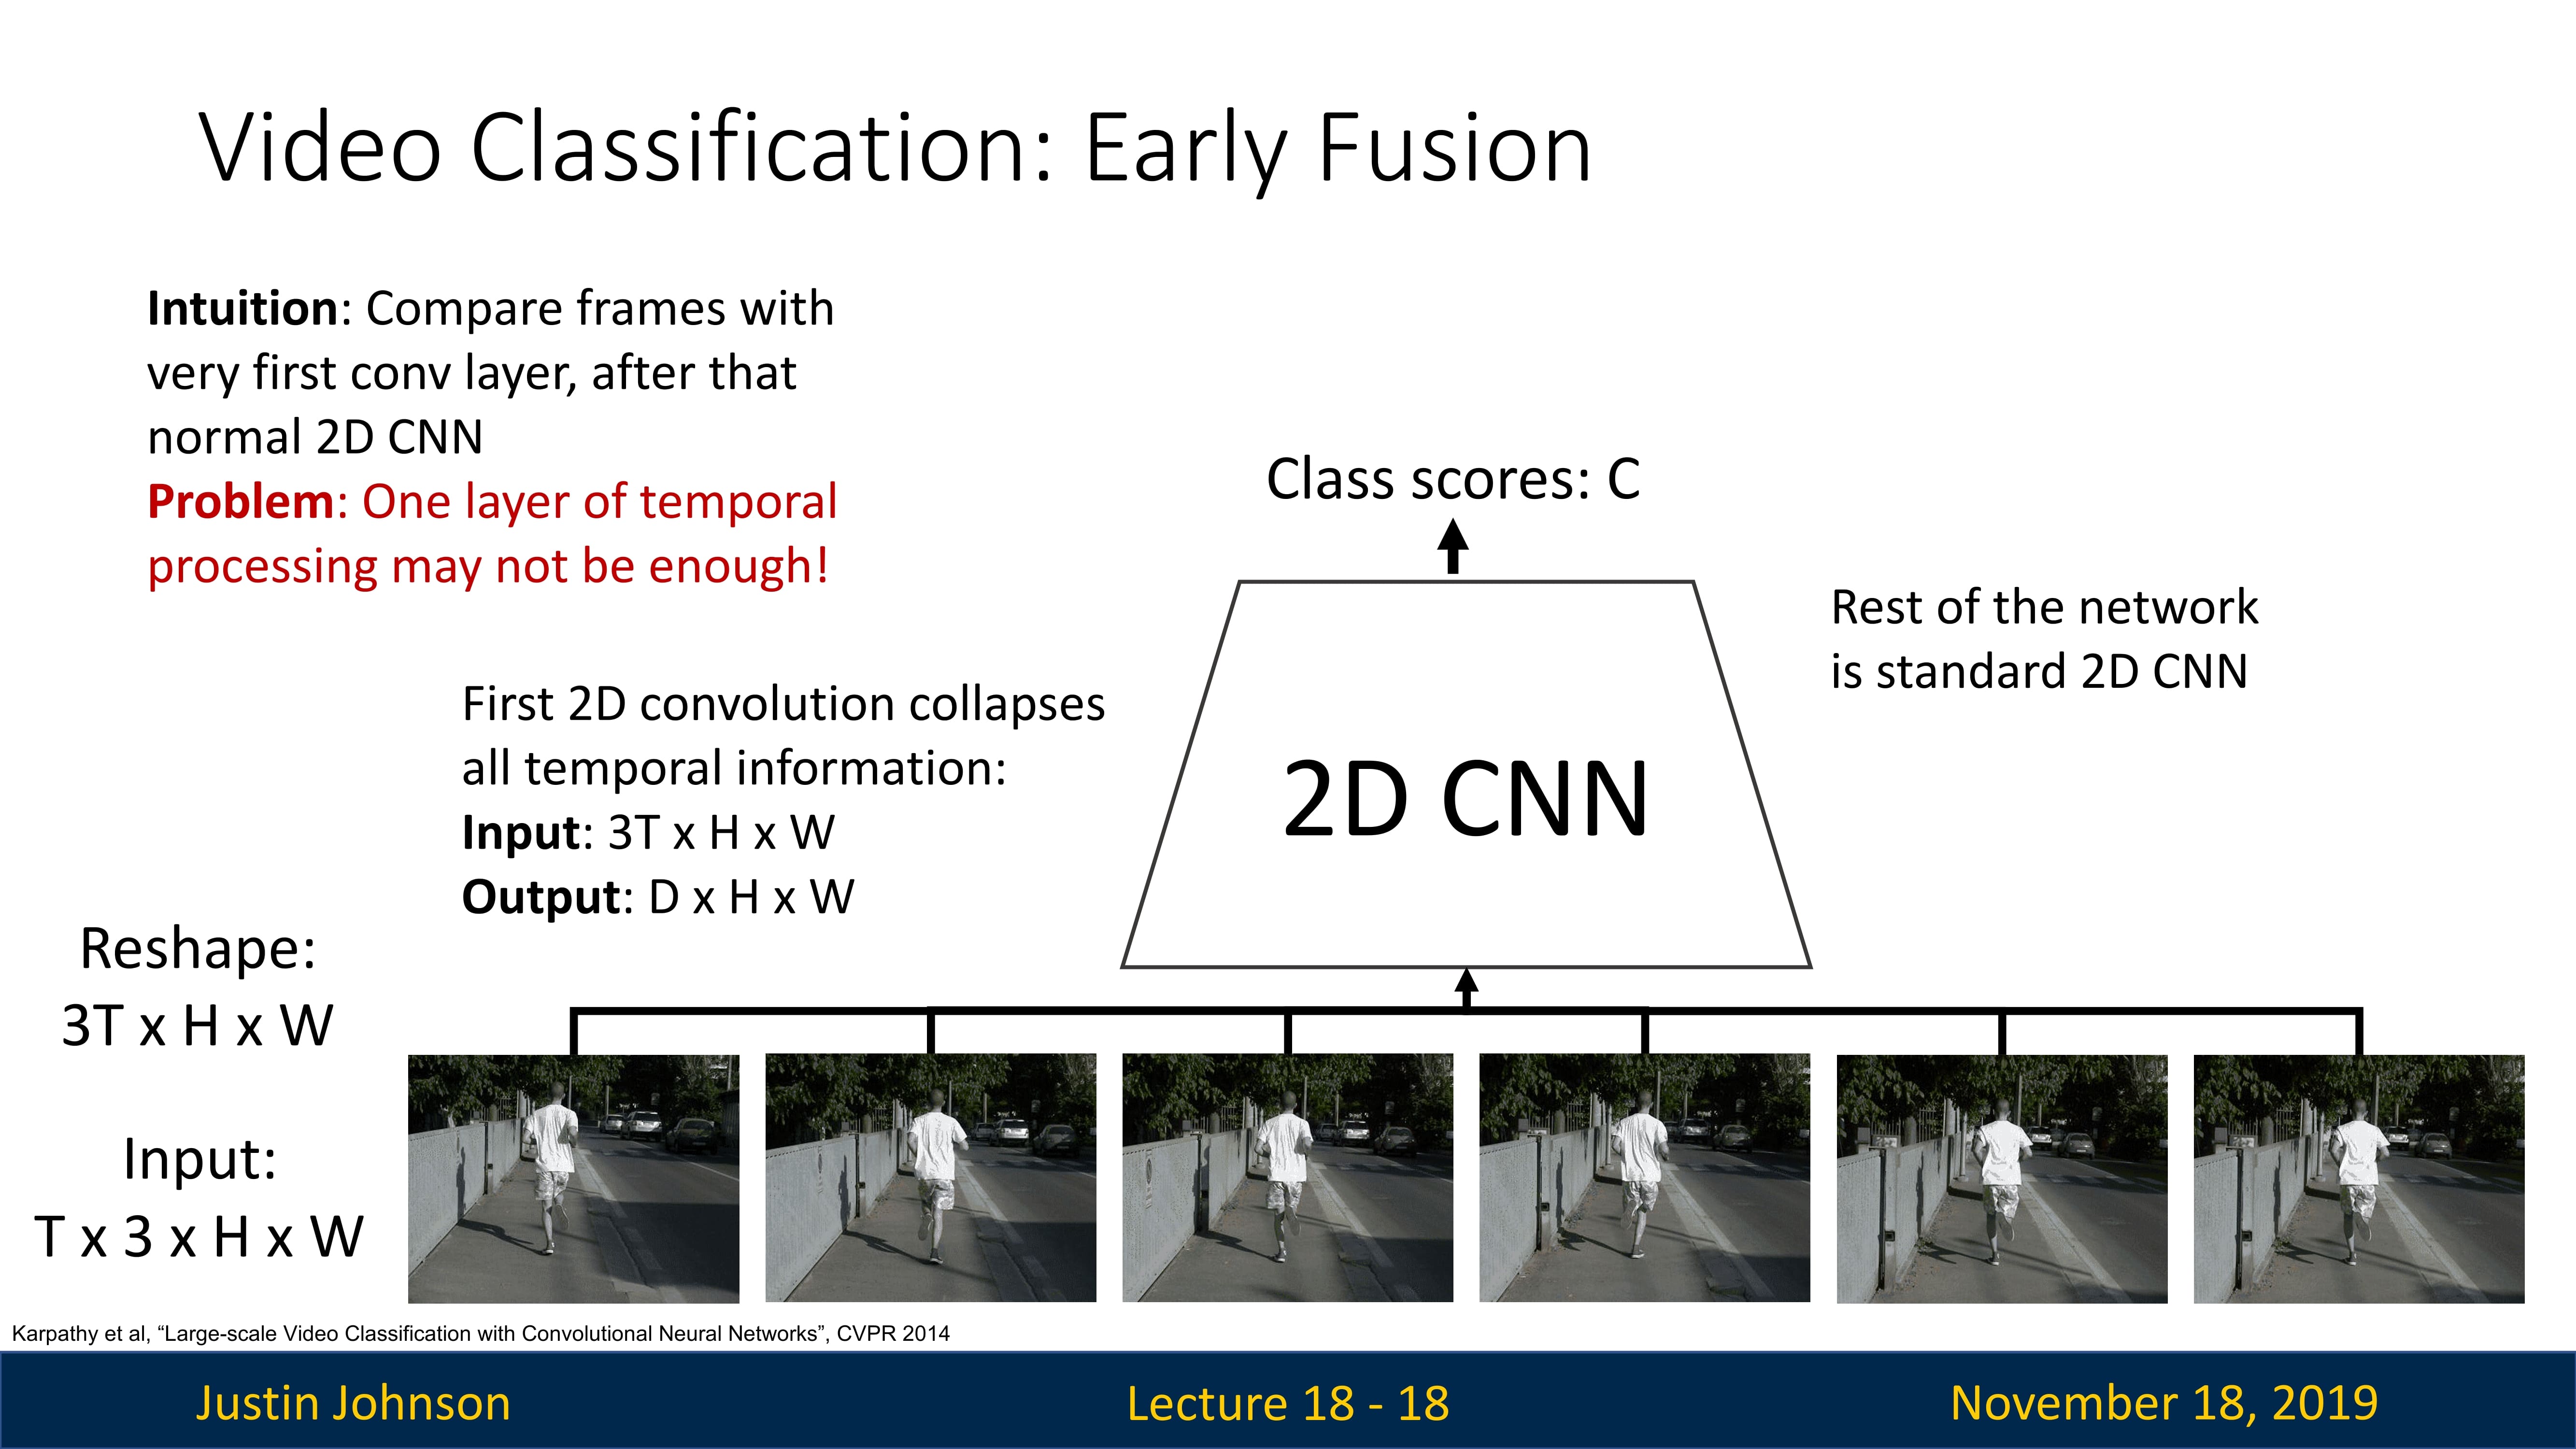 Video Classification: Early Fusion
Intuition: Compare frames with
very first conv layer, after that
normal 2D CNN
Problem: One layer of temporal
processing may not be enough!
Class scores: C
Rest of the network
is standard 2D CNN
First 2D convolution collapses
all temporal information:
Input: 3T x H x W
Output: D x H x W
2D CNN
Reshape:
3T x H x W
Input:
T x 3 x H x W
Karpathy et al, “Large-scale Video Classification with Convolutional Neural Networks”, CVPR 2014
Justin Johnson
Lecture 18 - 18
November 18, 2019